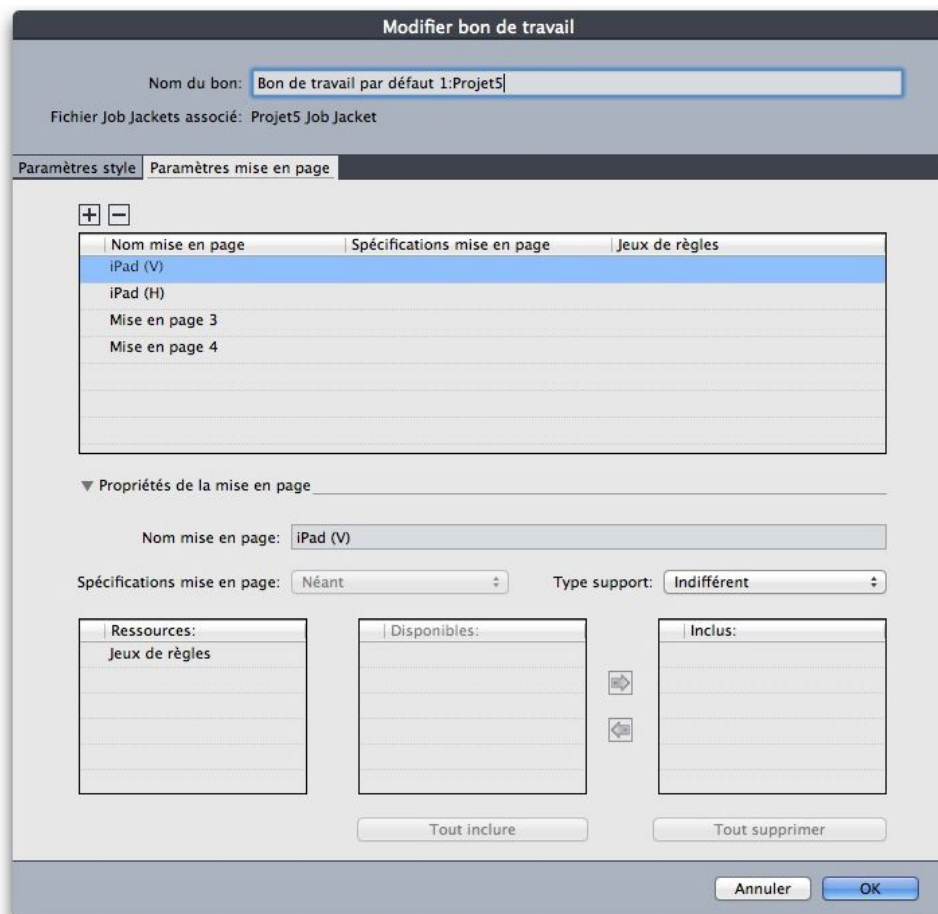 Modifier bon de travail
Nom du bon: Bon de travail par défaut 1:Projet5
Fichier Job Jackets associé: Projet5 Job Jacket
Paramètres style Paramètres mise en page
Nom mise en page Spécifications mise en page Jeux de règles
iPad (V)
iPad (H)
Mise en page 3
Mise en page 4
Propriétés de la mise en page
Nom mise en page: iPad (V)
Spécifications mise en page: Néant Type support: Indifférent
Ressources: Disponibles: Inclus:
Jeux de règles
Tout inclure Tout supprimer
Annuler OK